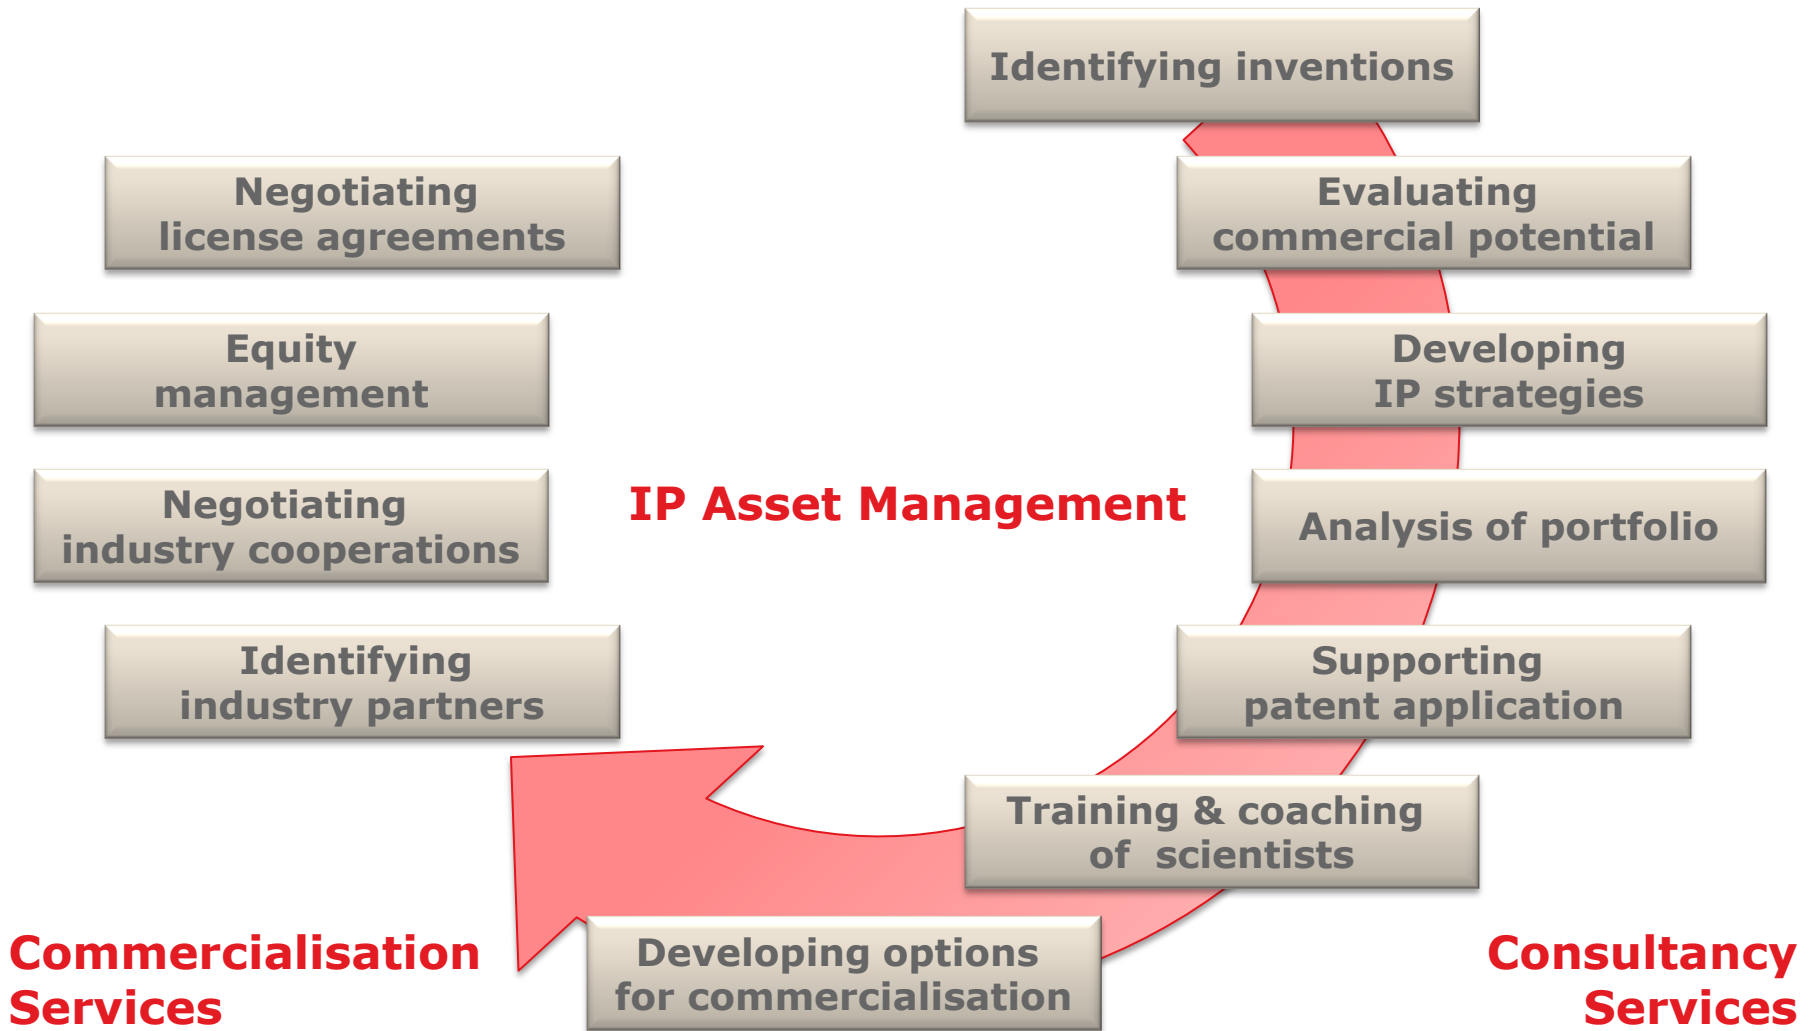 Identifying inventions
Evaluating
commercial potential
Developing
IP strategies
Analysis of portfolio
Supporting
patent application
Training & coaching
of scientists
Developing options
for commercialisation
Identifying
industry partners
Negotiating
industry cooperations
Equity
management
Negotiating
license agreements
IP Asset Management
Commercialisation
Services
Consultancy
Services